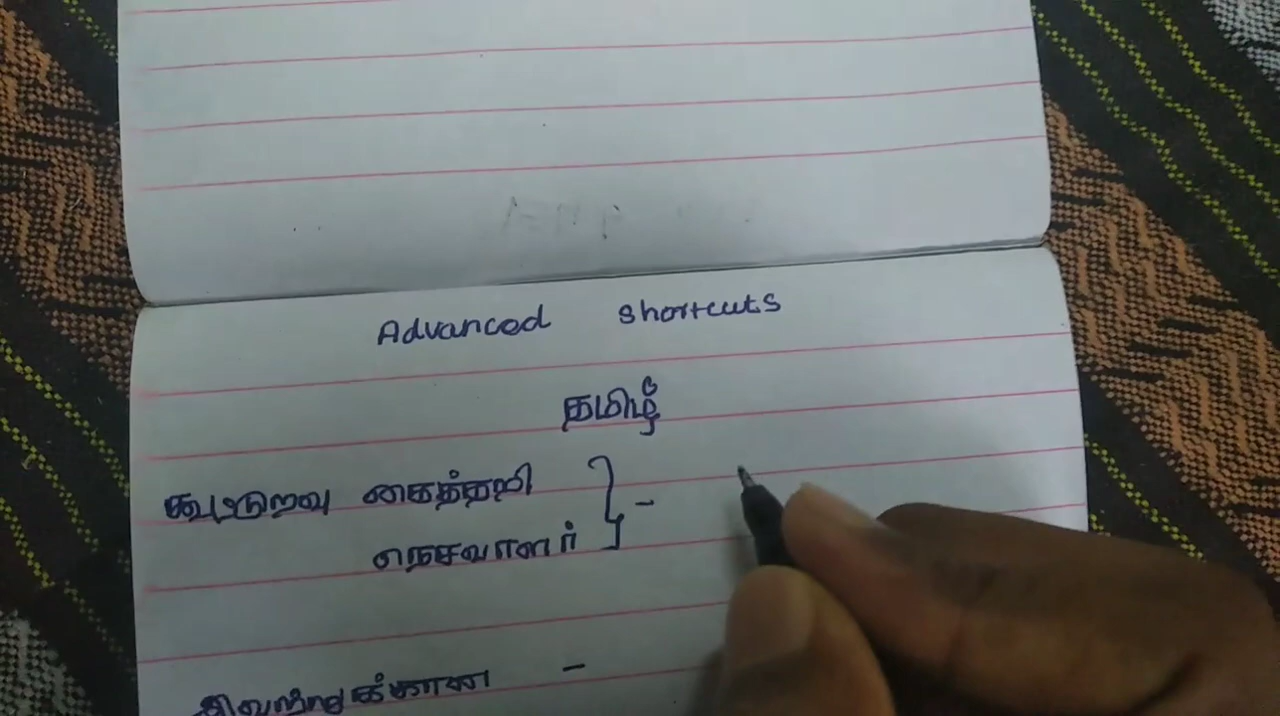 Advanced Shortcuts
தமிழ்
கூட்டுறவு கைத்தறி
நெசவாளர் } -